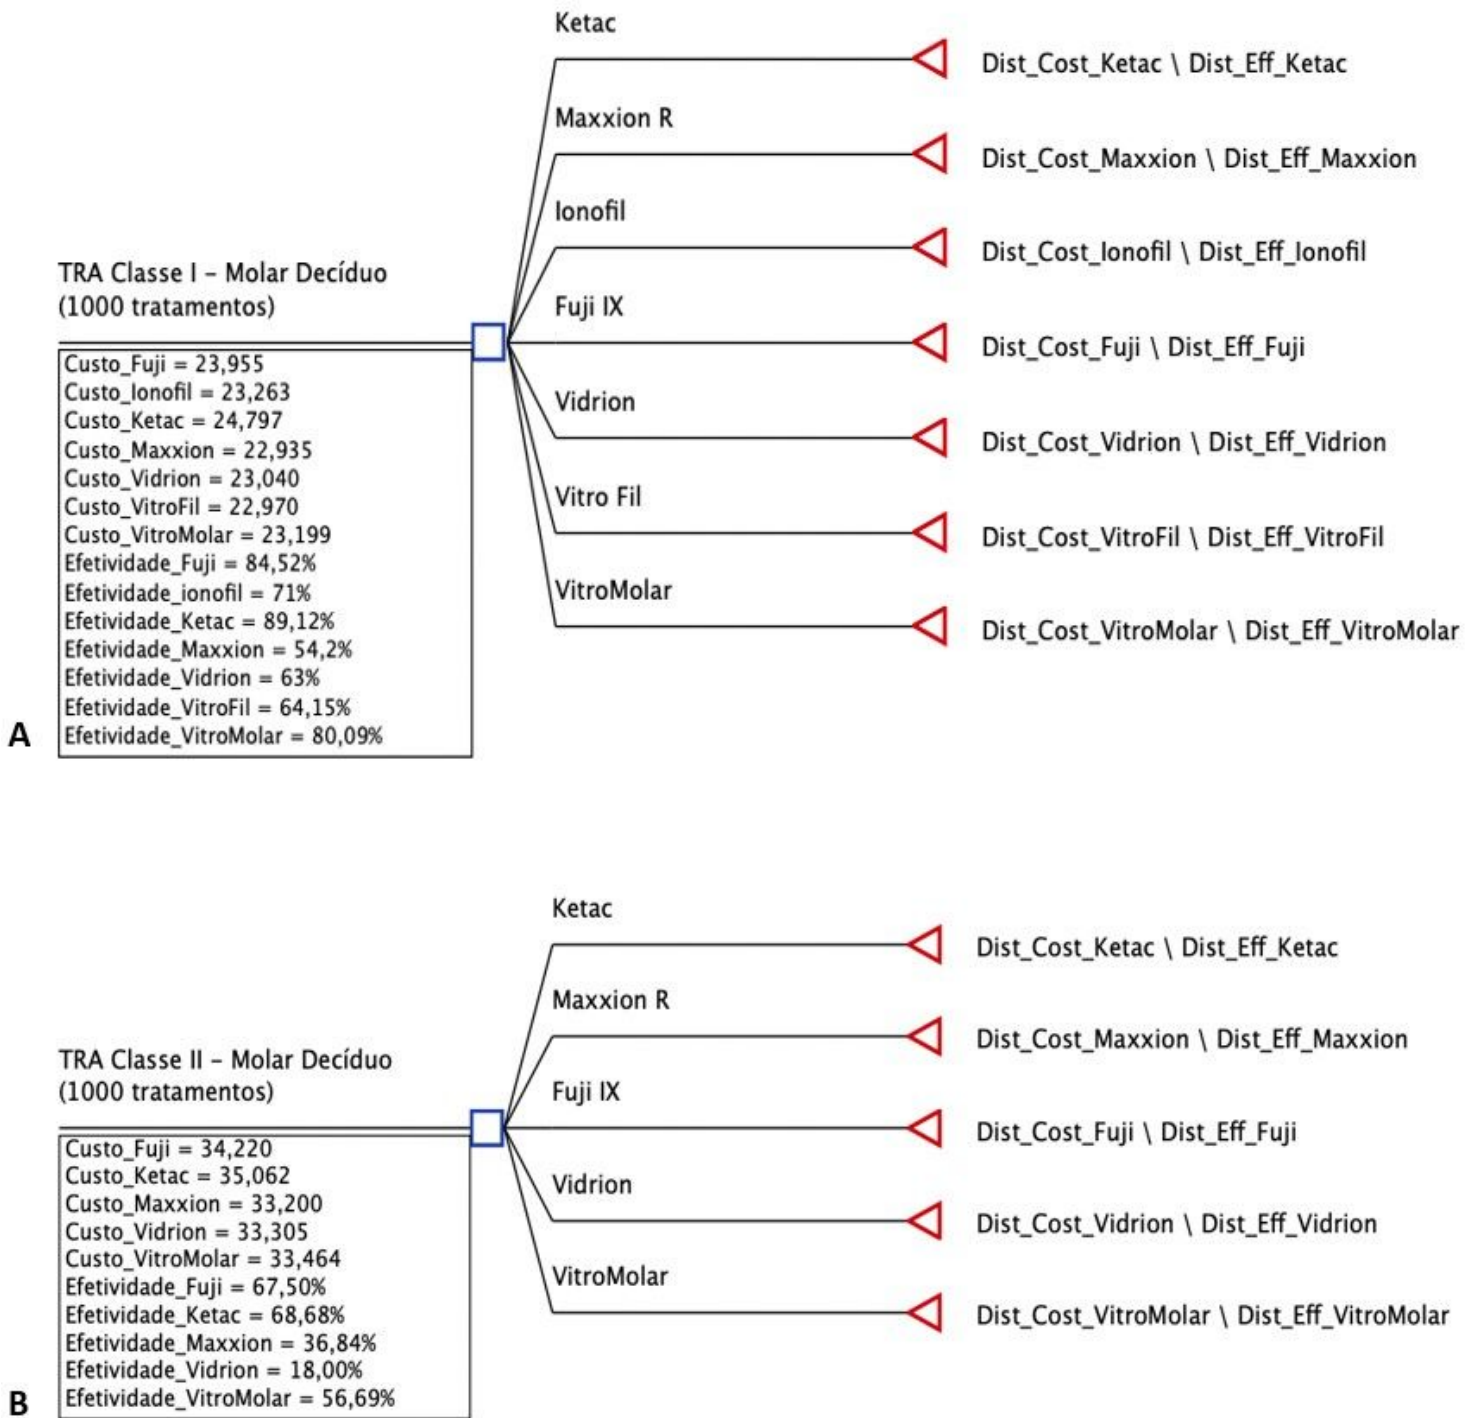 Ketac
Dist_Cost_Ketac \ Dist_Eff_Ketac
Maxxion R
Dist_Cost_Maxxion \ Dist_Eff_Maxxion
Ionofil
Dist_Cost_Ionofil \ Dist_Eff_Ionofil
TRA Classe I – Molar Decíduo
(1000 tratamentos)
Fuji IX
Dist_Cost_Fuji \ Dist_Eff_Fuji
Custo_Fuji = 23,955
Custo_Ionofil = 23,263
Custo_Ketac = 24,797
Custo_Maxxion = 22,935
Custo_Vidrion = 23,040
Custo_VitroFil = 22,970
Custo_VitroMolar = 23,199
Efetividade_Fuji = 84,52%
Efetividade_ionofil = 71%
Efetividade_Ketac = 89,12%
Efetividade_Maxxion = 54,2%
Efetividade_Vidrion = 63%
Efetividade_VitroFil = 64,15%
Efetividade_VitroMolar = 80,09%
Vidrion
Dist_Cost_Vidrion \ Dist_Eff_Vidrion
Vitro Fil
Dist_Cost_VitroFil \ Dist_Eff_VitroFil
VitroMolar
Dist_Cost_VitroMolar \ Dist_Eff_VitroMolar
A
Ketac
Dist_Cost_Ketac \ Dist_Eff_Ketac
Maxxion R
Dist_Cost_Maxxion \ Dist_Eff_Maxxion
TRA Classe II – Molar Decíduo
(1000 tratamentos)
Fuji IX
Dist_Cost_Fuji \ Dist_Eff_Fuji
Custo_Fuji = 34,220
Custo_Ketac = 35,062
Custo_Maxxion = 33,200
Custo_Vidrion = 33,305
Custo_VitroMolar = 33,464
Efetividade_Fuji = 67,50%
Efetividade_Ketac = 68,68%
Efetividade_Maxxion = 36,84%
Efetividade_Vidrion = 18,00%
Efetividade_VitroMolar = 56,69%
Vidrion
Dist_Cost_Vidrion \ Dist_Eff_Vidrion
VitroMolar
Dist_Cost_VitroMolar \ Dist_Eff_VitroMolar
B